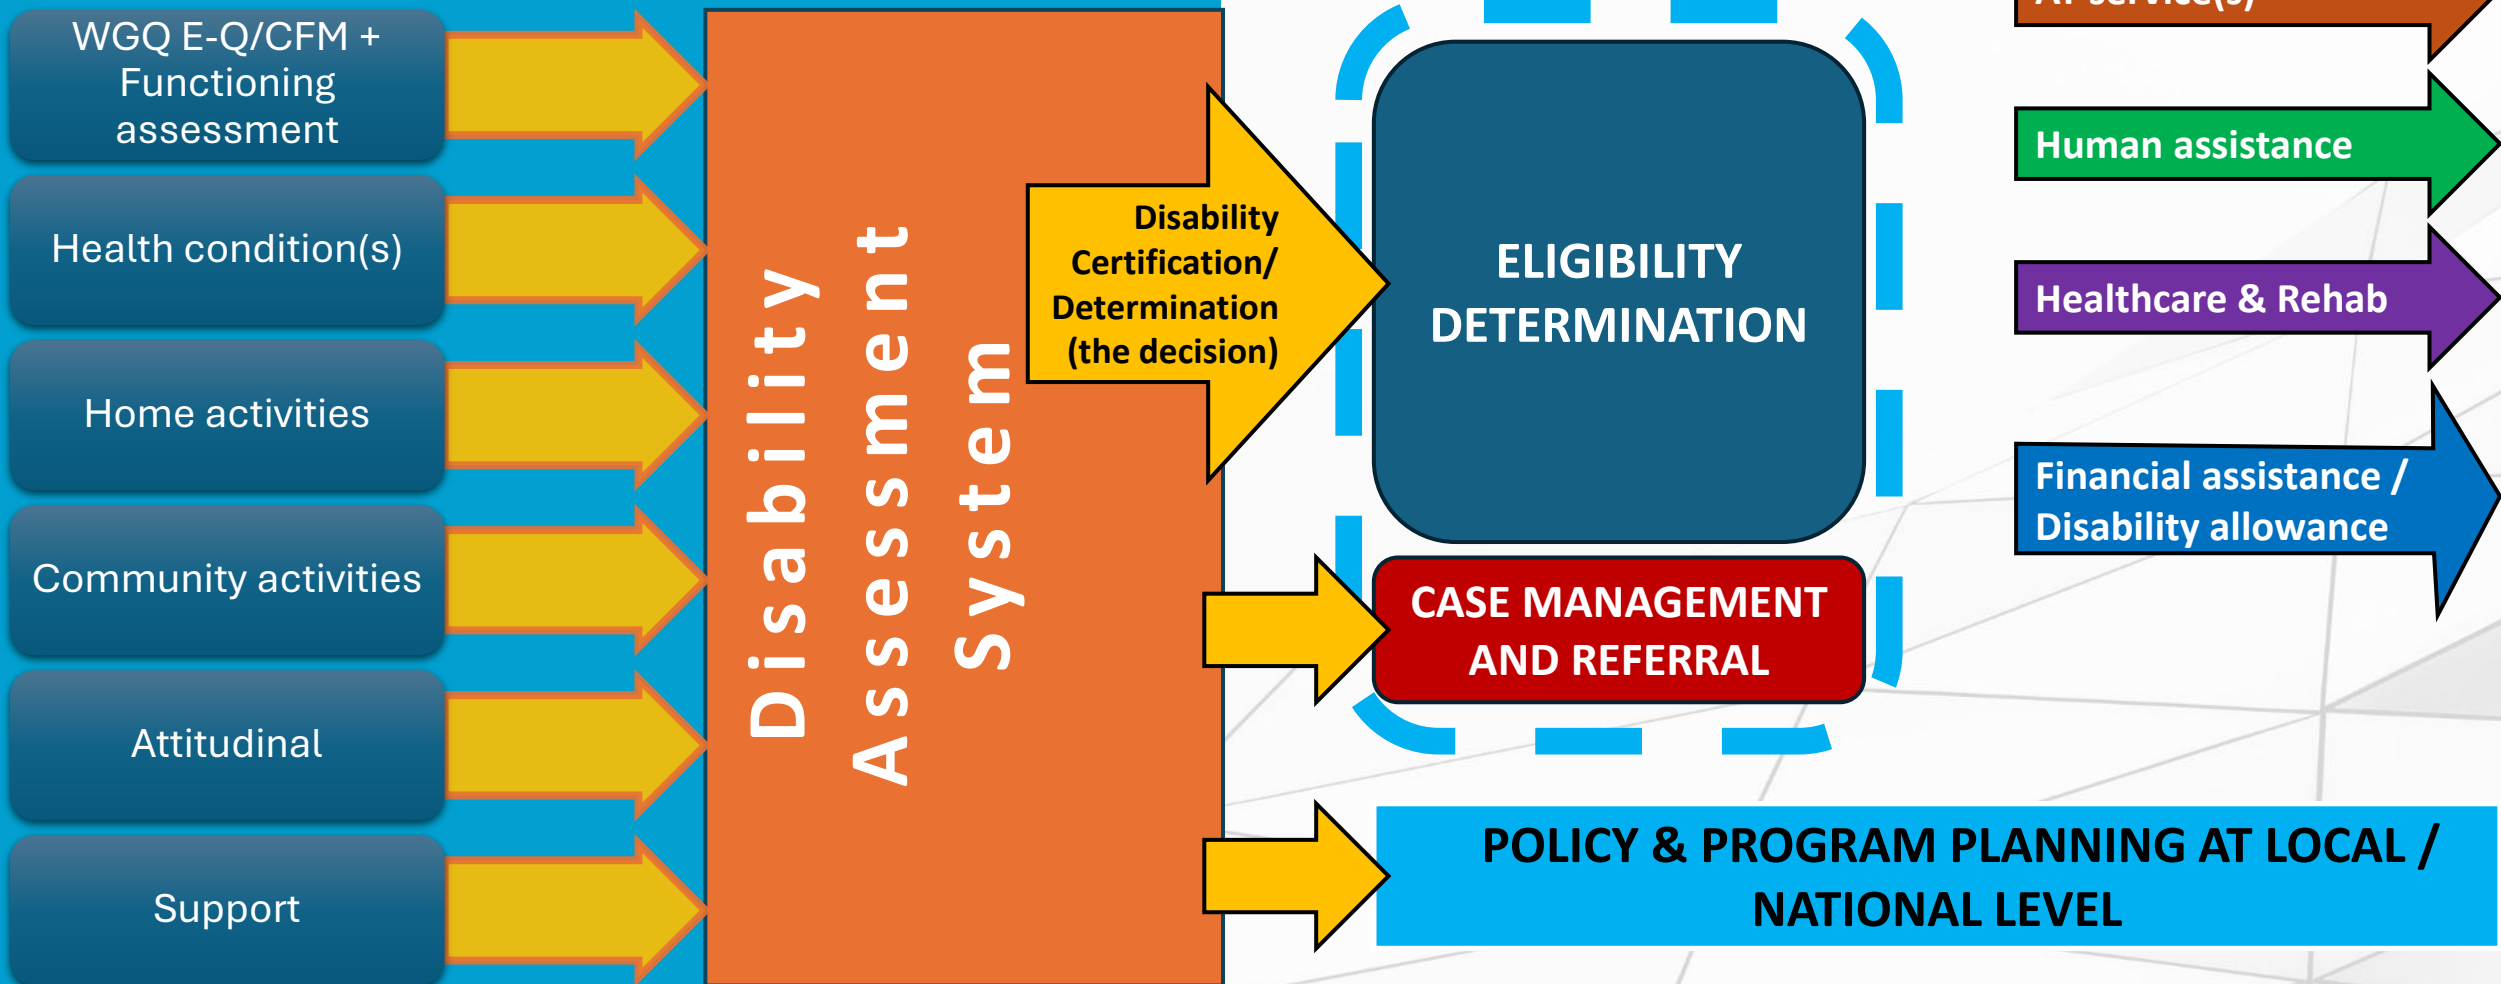 WGQ E-Q/CFM +
Functioning
assessment
Health condition(s)
Home activities
Community activities
Attitudinal
Support
Disability
Assessment
System
Disability
Certification/
Determination
(the decision)
ELIGIBILITY
DETERMINATION
CASE MANAGEMENT
AND REFERRAL
POLICY & PROGRAM PLANNING AT LOCAL /
NATIONAL LEVEL
AT service(s)
Human assistance
Healthcare & Rehab
Financial assistance /
Disability allowance